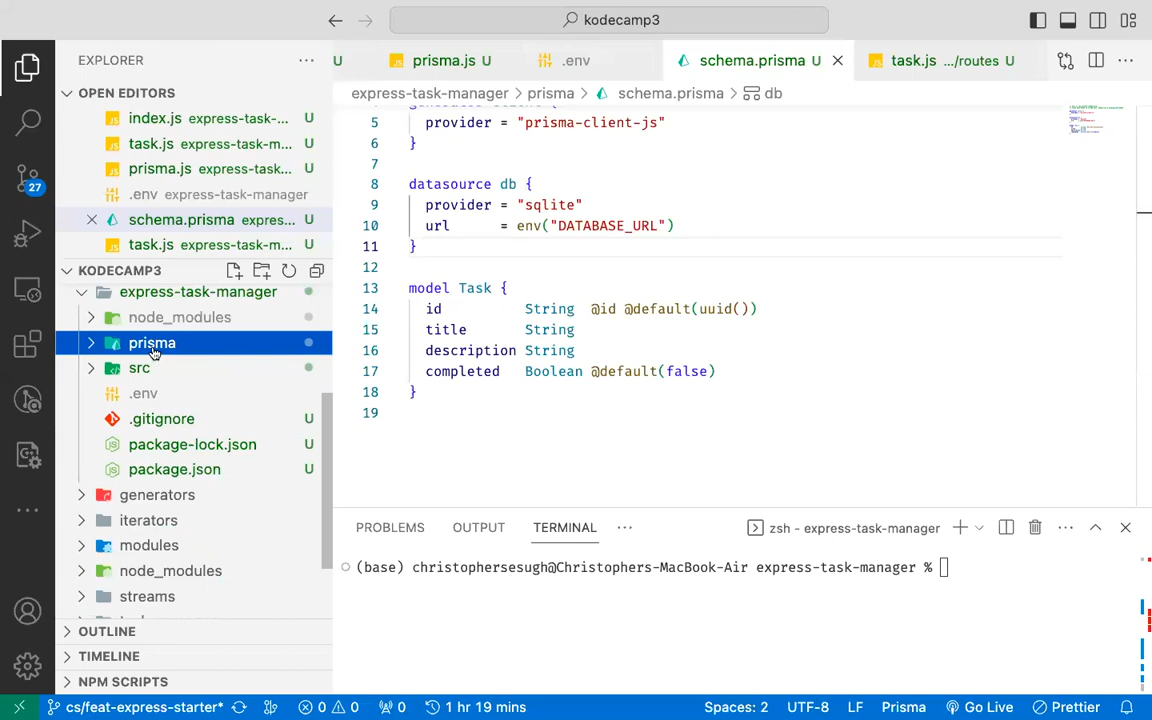 kodecamp3
EXPLORER
OPEN EDITORS
index.js express-task-... U
task.js express-task-m... U
prisma.js express-task... U
.env express-task-manager
schema.prisma expres... U
task.js express-task-m... U
KODECAMP3
express-task-manager
node_modules
prisma
src
.env
.gitignore U
package-lock.json U
package.json U
generators
iterators
modules
node_modules
streams
OUTLINE
TIMELINE
NPM SCRIPTS
27
U prisma.js U .env schema.prisma U task.js .../routes U
express-task-manager > prisma > schema.prisma > db
5 provider = "prisma-client-js"
6 }
7
8 datasource db {
9 provider = "sqlite"
10 url = env("DATABASE_URL")
11 }
12
13 model Task {
14 id String @id @default(uuid())
15 title String
16 description String
17 completed Boolean @default(false)
18 }
19
PROBLEMS OUTPUT TERMINAL ... zsh - express-task-manager
(base) christophersesugh@Christophers-MacBook-Air express-task-manager %
cs/feat-express-starter* 0 0 0 1 hr 19 mins Spaces: 2 UTF-8 LF Prisma Go Live Prettier